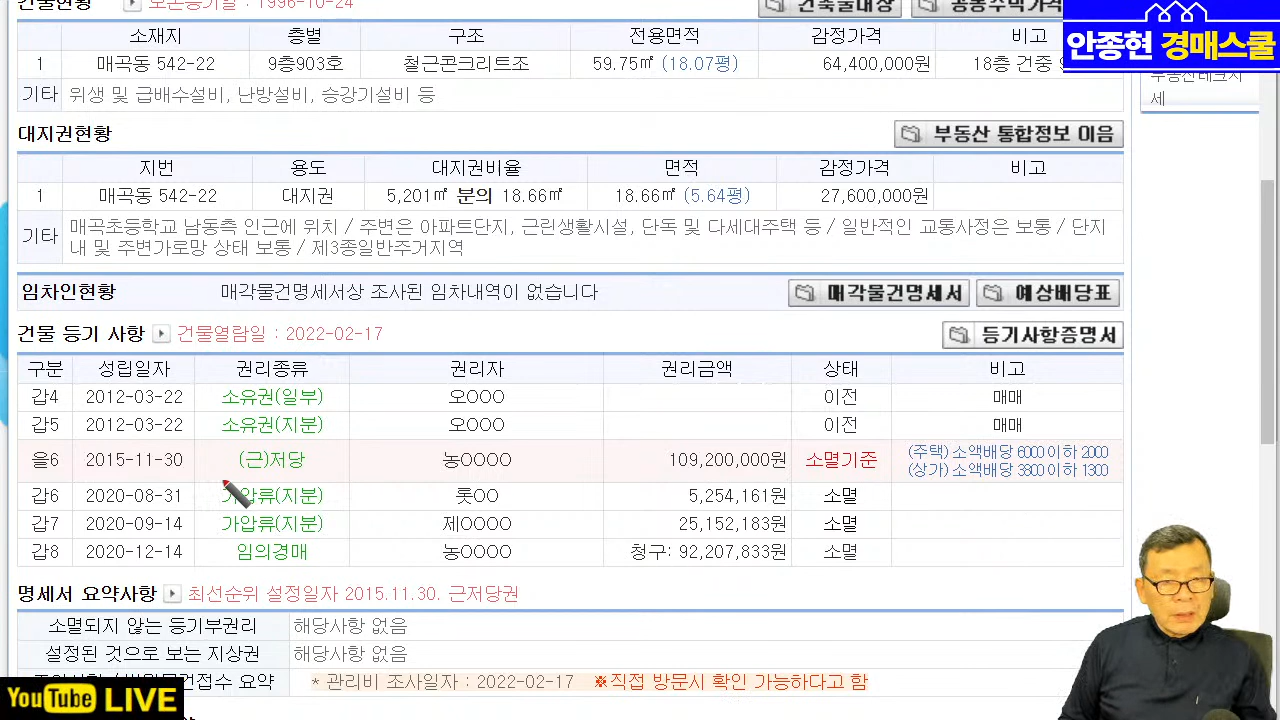 건물현황 보존등기일 : 1996-10-24 건축물대장 공동주택가격
안종현 경매스쿨
소재지 층별 구조 전용면적 감정가격 비고
1 매곡동 542-22 9층903호 철근콘크리트조 59.75㎡ (18.07평) 64,400,000원 18층 건중
기타 위생 및 급배수설비, 난방설비, 승강기설비 등
세
대지권현황 부동산 통합정보 이음
지번 용도 대지권비율 면적 감정가격 비고
1 매곡동 542-22 대지권 5,201㎡ 분의 18.66㎡ 18.66㎡ (5.64평) 27,600,000원
기타 매곡초등학교 남동측 인근에 위치 / 주변은 아파트단지, 근린생활시설, 단독 및 다세대주택 등 / 일반적인 교통사정은 보통 / 단지
내 및 주변가로망 상태 보통 / 제3종일반주거지역
임차인현황 매각물건명세서상 조사된 임차내역이 없습니다 매각물건명세서 예상배당표
건물 등기 사항 건물열람일 : 2022-02-17 등기사항증명서
구분 성립일자 권리종류 권리자 권리금액 상태 비고
갑4 2012-03-22 소유권(일부) 오OOO 이전 매매
갑5 2012-03-22 소유권(지분) 오OOO 이전 매매
을6 2015-11-30 (근)저당 농OOOO 109,200,000원 소멸기준 (주택) 소액배당 6000이하 2000
(상가) 소액배당 3800이하 1300
갑6 2020-08-31 가압류(지분) 롯OO 5,254,161원 소멸
갑7 2020-09-14 가압류(지분) 제OOOO 25,152,183원 소멸
갑8 2020-12-14 임의경매 농OOOO 청구: 92,207,833원 소멸
명세서 요약사항 최선순위 설정일자 2015.11.30. 근저당권
소멸되지 않는 등기부권리 해당사항 없음
설정된 것으로 보는 지상권 해당사항 없음
요약 * 관리비 조사일자 : 2022-02-17 ※직접 방문시 확인 가능하다고 함
YouTube LIVE